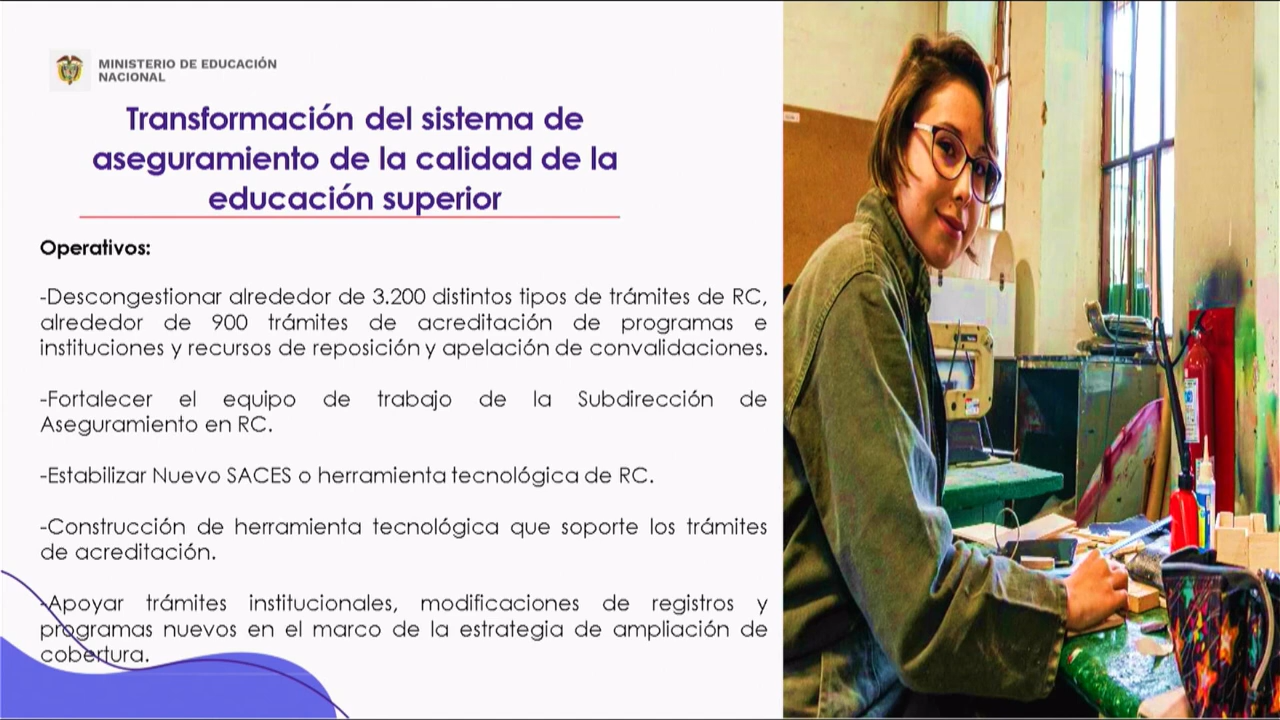 MINISTERIO DE EDUCACIÓN
NACIONAL
Transformación del sistema de
aseguramiento de la calidad de la
educación superior
Operativos:
-Descongestionar alrededor de 3.200 distintos tipos de trámites de RC,
alrededor de 900 trámites de acreditación de programas e
instituciones y recursos de reposición y apelación de convalidaciones.
-Fortalecer el equipo de trabajo de la Subdirección de
Aseguramiento en RC.
-Estabilizar Nuevo SACES o herramienta tecnológica de RC.
-Construcción de herramienta tecnológica que soporte los trámites
de acreditación.
-Apoyar trámites institucionales, modificaciones de registros y
programas nuevos en el marco de la estrategia de ampliación de
cobertura.